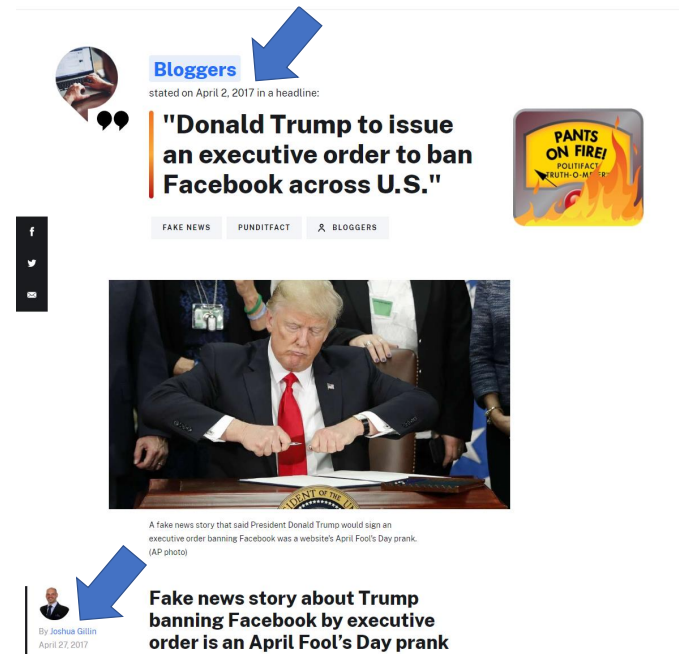 Bloggers
stated on April 2, 2017 in a headline:
"Donald Trump to issue
an executive order to ban
Facebook across U.S."
PANTS
ON FIRE!
POLITIFACT
TRUTH-O-METER
FAKE NEWS PUNDITFACT BLOGGERS
f
A fake news story that said President Donald Trump would sign an
executive order banning Facebook was a website's April Fool's Day prank.
(AP photo)
By Joshua Gillin
April 27, 2017
Fake news story about Trump
banning Facebook by executive
order is an April Fool’s Day prank